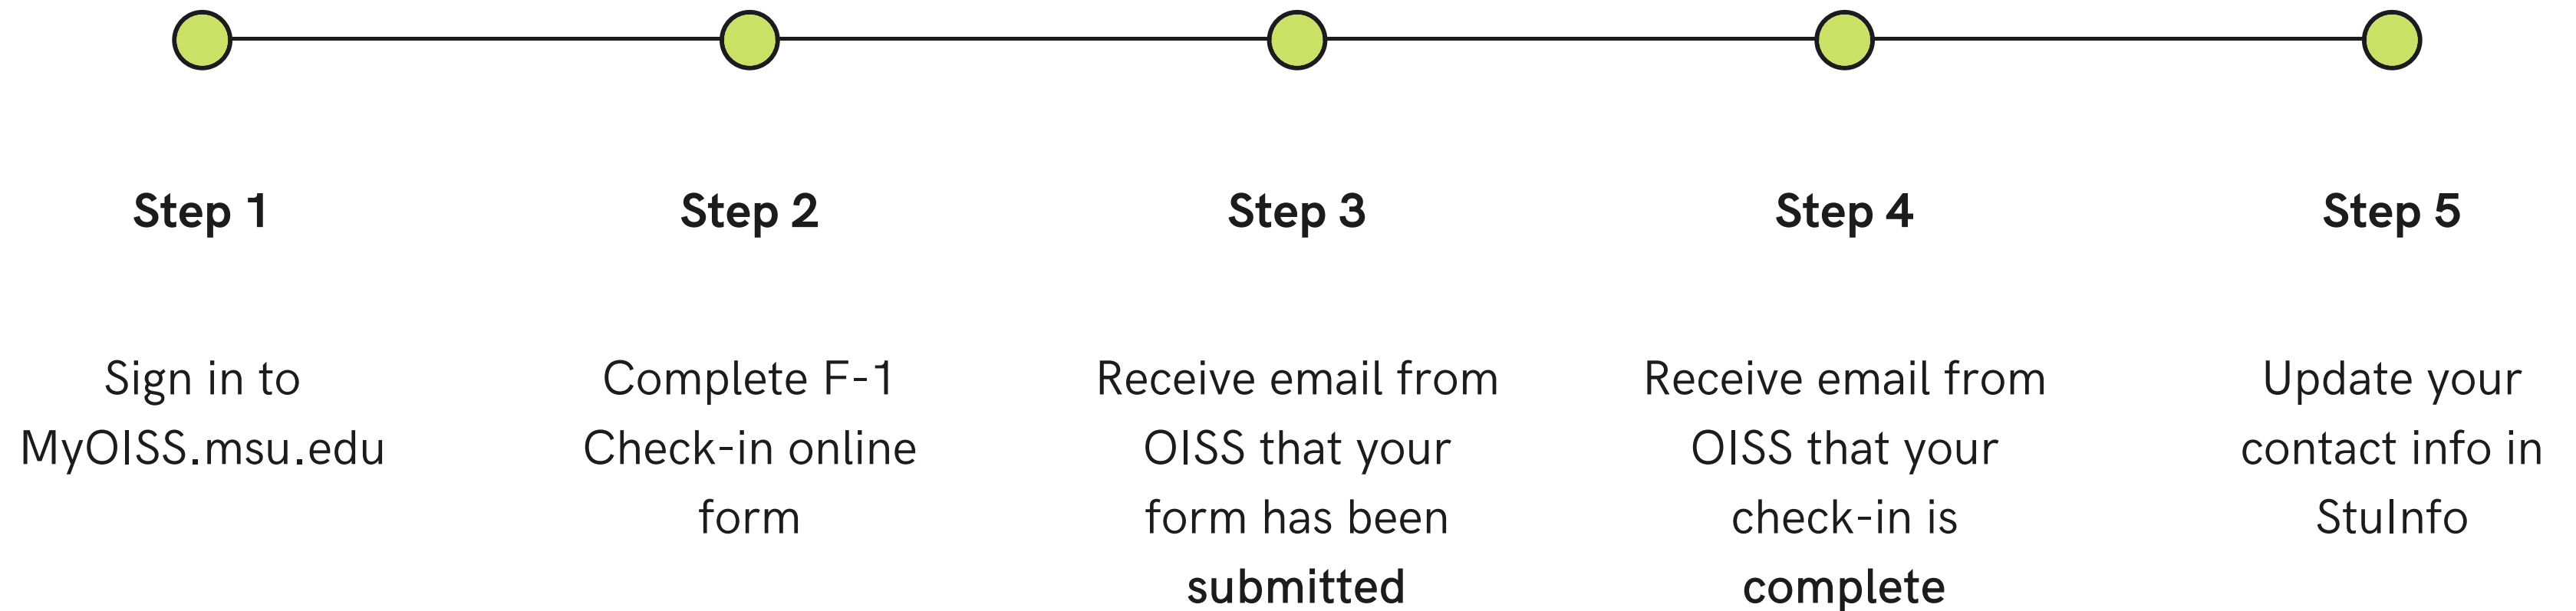 Step 1
Sign in to
MyOISS.msu.edu
Step 2
Complete F-1
Check-in online
form
Step 3
Receive email from
OISS that your
form has been
submitted
Step 4
Receive email from
OISS that your
check-in is
complete
Step 5
Update your
contact info in
StuInfo